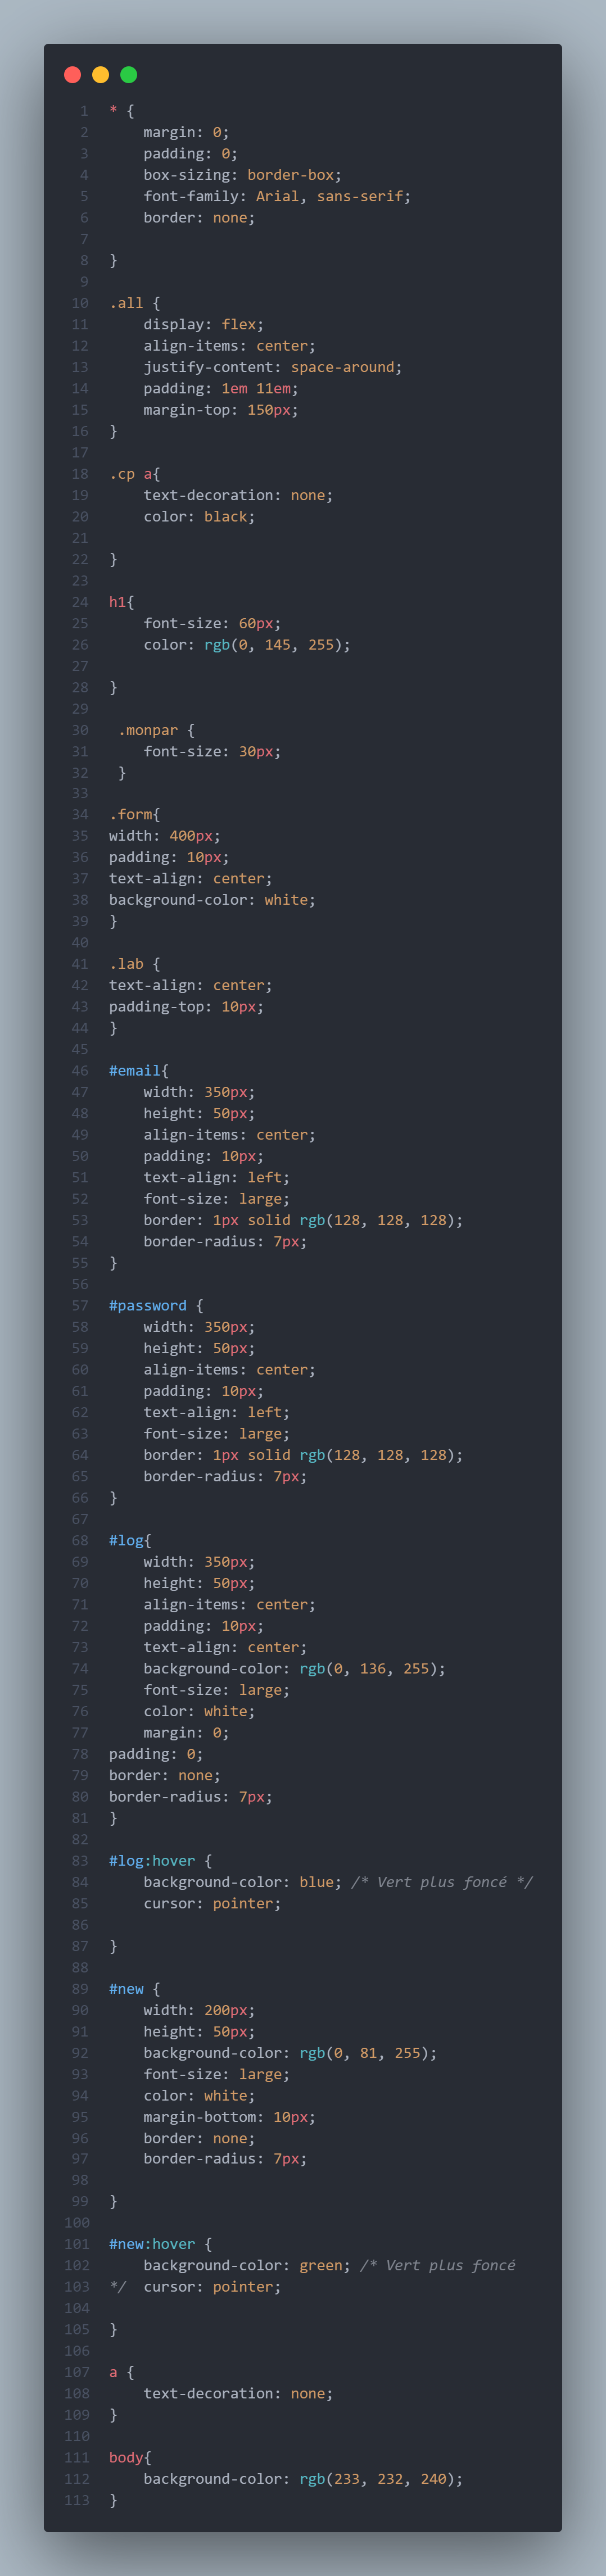 1 * {
2     margin: 0;
3     padding: 0;
4     box-sizing: border-box;
5     font-family: Arial, sans-serif;
6     border: none;
7
8 }
9
10 .all {
11     display: flex;
12     align-items: center;
13     justify-content: space-around;
14     padding: 1em 11em;
15     margin-top: 150px;
16 }
17
18 .cp a{
19     text-decoration: none;
20     color: black;
21
22 }
23
24 h1{
25     font-size: 60px;
26     color: rgb(0, 145, 255);
27
28 }
29
30  .monpar {
31     font-size: 30px;
32  }
33
34 .form{
35 width: 400px;
36 padding: 10px;
37 text-align: center;
38 background-color: white;
39 }
40
41 .lab {
42 text-align: center;
43 padding-top: 10px;
44 }
45
46 #email{
47     width: 350px;
48     height: 50px;
49     align-items: center;
50     padding: 10px;
51     text-align: left;
52     font-size: large;
53     border: 1px solid rgb(128, 128, 128);
54     border-radius: 7px;
55 }
56
57 #password {
58     width: 350px;
59     height: 50px;
60     align-items: center;
61     padding: 10px;
62     text-align: left;
63     font-size: large;
64     border: 1px solid rgb(128, 128, 128);
65     border-radius: 7px;
66 }
67
68 #log{
69     width: 350px;
70     height: 50px;
71     align-items: center;
72     padding: 10px;
73     text-align: center;
74     background-color: rgb(0, 136, 255);
75     font-size: large;
76     color: white;
77     margin: 0;
78 padding: 0;
79 border: none;
80 border-radius: 7px;
81 }
82
83 #log:hover {
84     background-color: blue; /* Vert plus foncé */
85     cursor: pointer;
86
87 }
88
89 #new {
90     width: 200px;
91     height: 50px;
92     background-color: rgb(0, 81, 255);
93     font-size: large;
94     color: white;
95     margin-bottom: 10px;
96     border: none;
97     border-radius: 7px;
98
99 }
100
101 #new:hover {
102     background-color: green; /* Vert plus foncé
103 */  cursor: pointer;
104
105 }
106
107 a {
108     text-decoration: none;
109 }
110
111 body{
112     background-color: rgb(233, 232, 240);
113 }